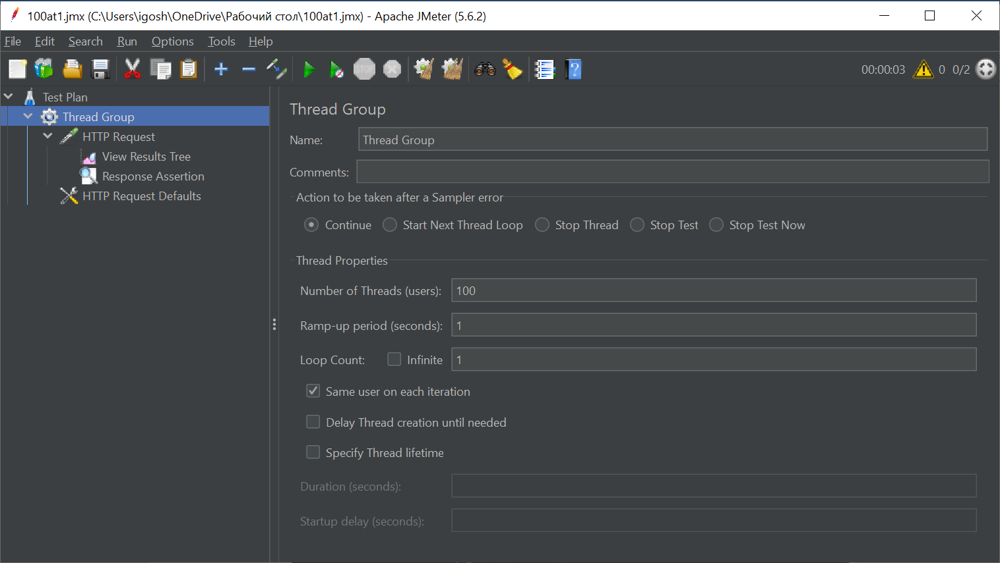 100at1.jmx (C:\Users\igosh\OneDrive\Рабочий стол\100at1.jmx) - Apache JMeter (5.6.2)
File Edit Search Run Options Tools Help
STOP
?
00:00:03 0 0/2
Test Plan
Thread Group
HTTP Request
View Results Tree
Response Assertion
HTTP Request Defaults
Thread Group
Name: Thread Group
Comments:
Action to be taken after a Sampler error
Continue Start Next Thread Loop Stop Thread Stop Test Stop Test Now
Thread Properties
Number of Threads (users): 100
Ramp-up period (seconds): 1
Loop Count: Infinite 1
Same user on each iteration
Delay Thread creation until needed
Specify Thread lifetime
Duration (seconds):
Startup delay (seconds):